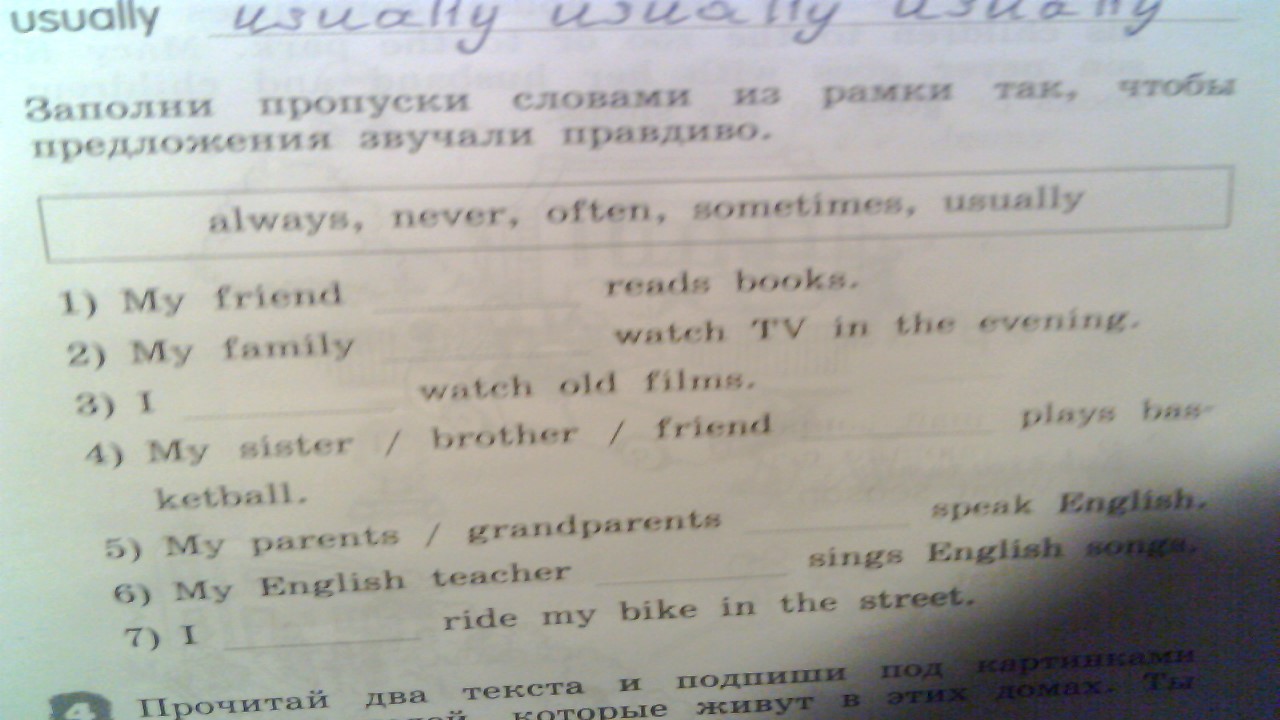 usually usually usually usually
Заполни пропуски словами из рамки так, чтобы
предложения звучали правдиво.
always, never, often, sometimes, usually
1) My friend reads books.
2) My family watch TV in the evening.
3) I watch old films.
4) My sister / brother / friend plays bas-
ketball.
5) My parents / grandparents speak English.
6) My English teacher sings English songs.
7) I ride my bike in the street.
4 Прочитай два текста и подпиши под картинками
которые живут в этих домах. Ты